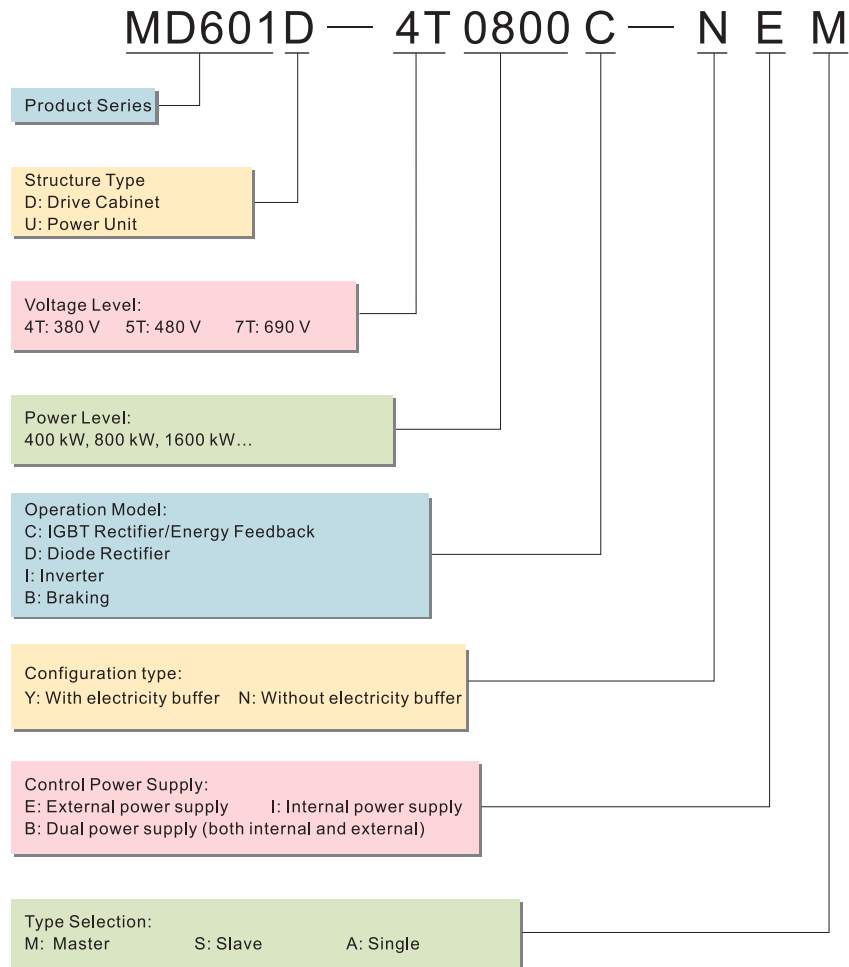 MD601D — 4T0800C — N E M
Product Series
Structure Type
D: Drive Cabinet
U: Power Unit
Voltage Level:
4T: 380 V 5T: 480 V 7T: 690 V
Power Level:
400 kW, 800 kW, 1600 kW...
Operation Model:
C: IGBT Rectifier/Energy Feedback
D: Diode Rectifier
I: Inverter
B: Braking
Configuration type:
Y: With electricity buffer N: Without electricity buffer
Control Power Supply:
E: External power supply I: Internal power supply
B: Dual power supply (both internal and external)
Type Selection:
M: Master S: Slave A: Single